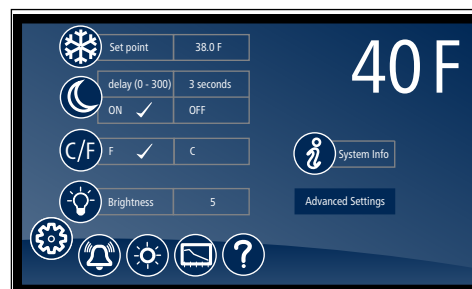 Set point 38.0 F
40 F
delay (0 - 300) 3 seconds
ON ✓ OFF
C/F F ✓ C
i System Info
Brightness 5
Advanced Settings
?